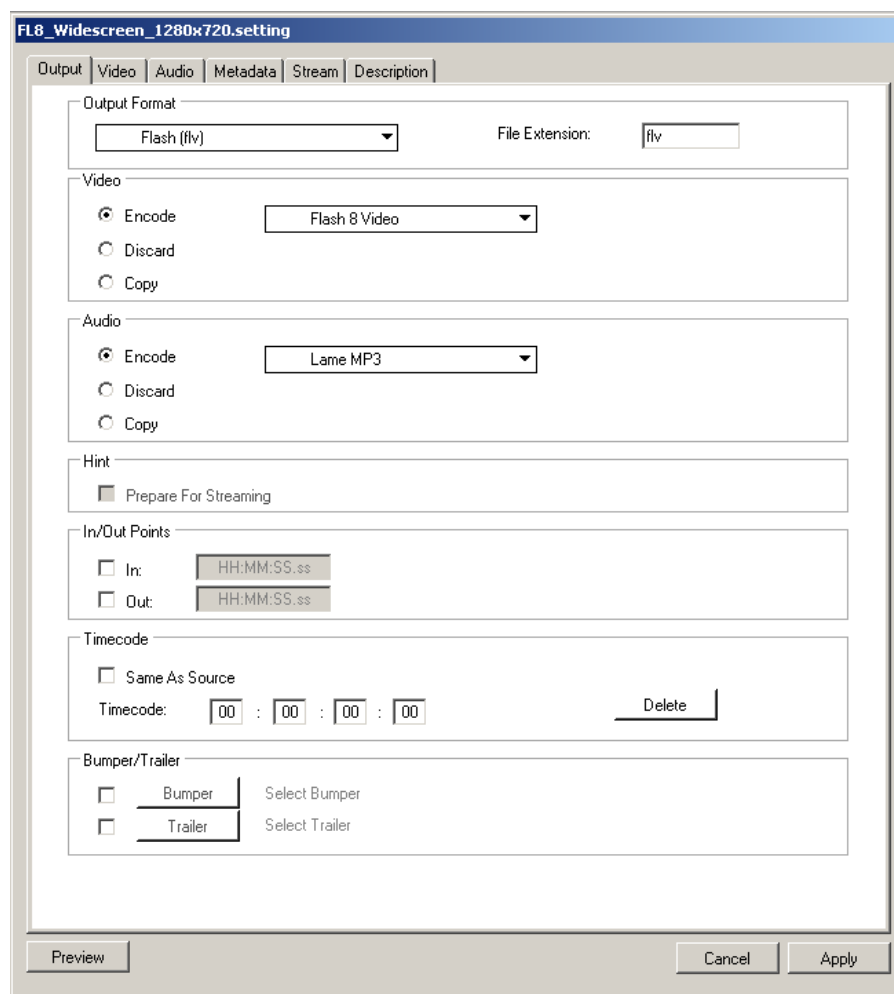 FL8_Widescreen_1280x720.setting
Output Video Audio Metadata Stream Description
Output Format
Flash (flv) File Extension: flv
Video
Encode Flash 8 Video
Discard
Copy
Audio
Encode Lame MP3
Discard
Copy
Hint
Prepare For Streaming
In/Out Points
In: HH:MM:SS.ss
Out: HH:MM:SS.ss
Timecode
Same As Source
Timecode: 00 : 00 : 00 : 00 Delete
Bumper/Trailer
Bumper Select Bumper
Trailer Select Trailer
Preview Cancel Apply